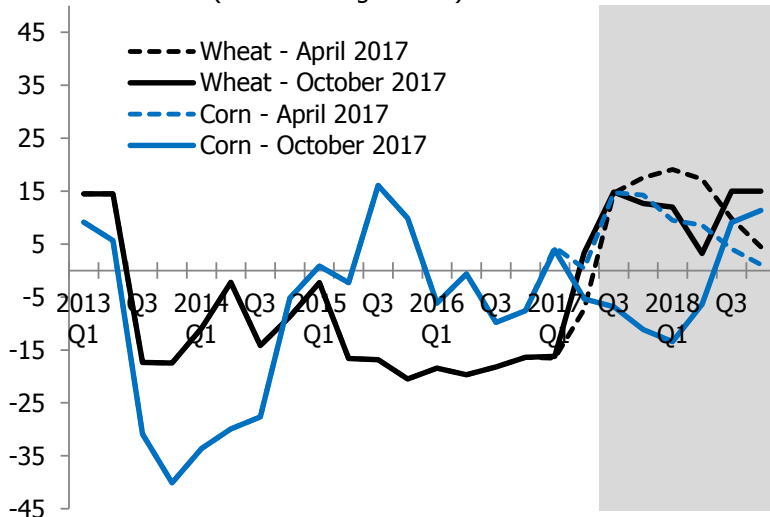 45
35
25
15
5
-5
-15
-25
-35
-45
Wheat - April 2017
Wheat - October 2017
Corn - April 2017
Corn - October 2017
2013 Q3 2014 Q3 2015 Q3 2016 Q3 2017 Q3 2018 Q3
Q1 Q1 Q1 Q1 Q1 Q1